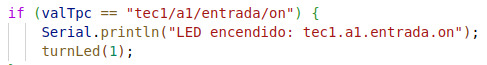 if (valTpc == "tec1/a1/entrada/on") {
Serial.println("LED encendido: tec1.a1.entrada.on");
turnLed(1);